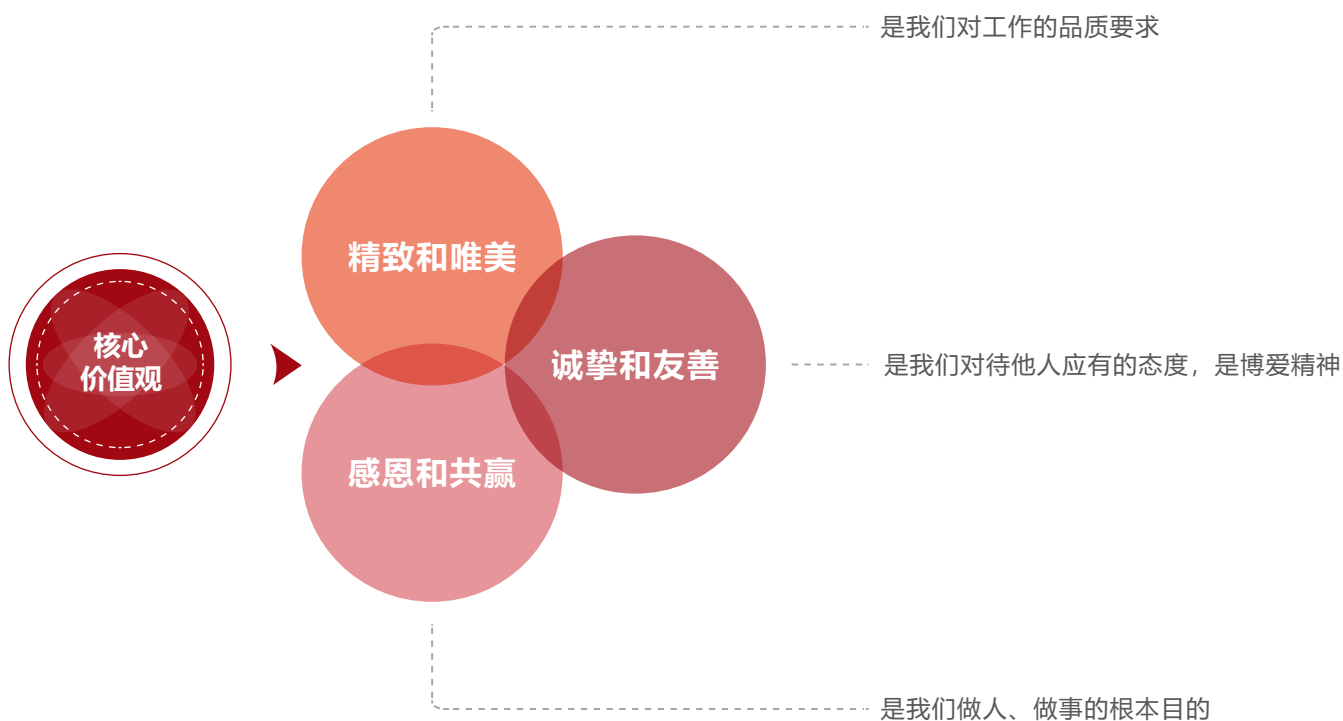 是我们对工作的品质要求
精致和唯美
核心
价值观
诚挚和友善
是我们对待他人应有的态度，是博爱精神
感恩和共赢
是我们做人、做事的根本目的